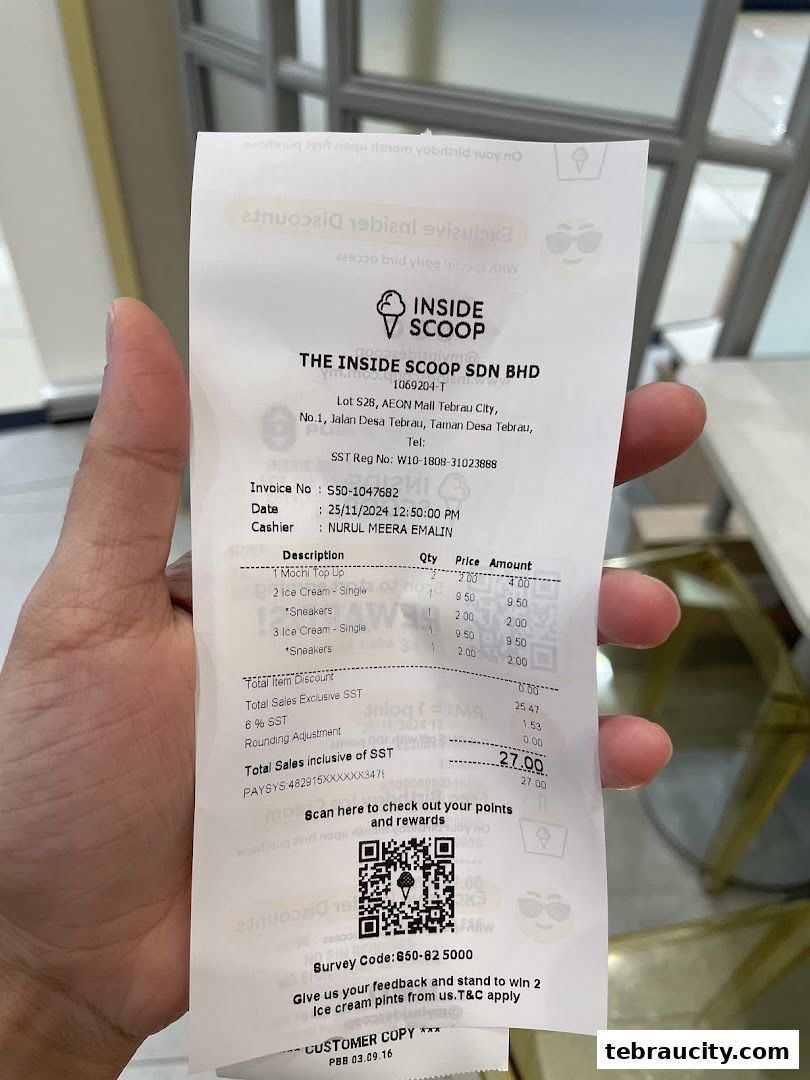 INSIDE
SCOOP
THE INSIDE SCOOP SDN BHD
1069204-T
Lot S28, AEON Mall Tebrau City,
No.1, Jalan Desa Tebrau, Taman Desa Tebrau,
Tel:
SST Reg No: W10-1808-31023888
Invoice No : S50-1047682
Date : 25/11/2024 12:50:00 PM
Cashier : NURUL MEERA EMALIN
Description Qty Price Amount
1 Mochi Top Up 2 2.00 4.00
2 Ice Cream - Single 1 9.50 9.50
*Sneakers 1 2.00 2.00
3 Ice Cream - Single 1 9.50 9.50
*Sneakers 1 2.00 2.00
Total Item Discount 0.00
Total Sales Exclusive SST 25.47
6 % SST 1.53
Rounding Adjustment 0.00
Total Sales inclusive of SST 27.00
PAYSYS:482915XXXXXX347 27.00
Scan here to check out your points
and rewards
Survey Code:S50-82 5000
Give us your feedback and stand to win 2
Ice cream pints from us.T&C apply
*** CUSTOMER COPY ***
PBB 03.09.16
tebraucity.com